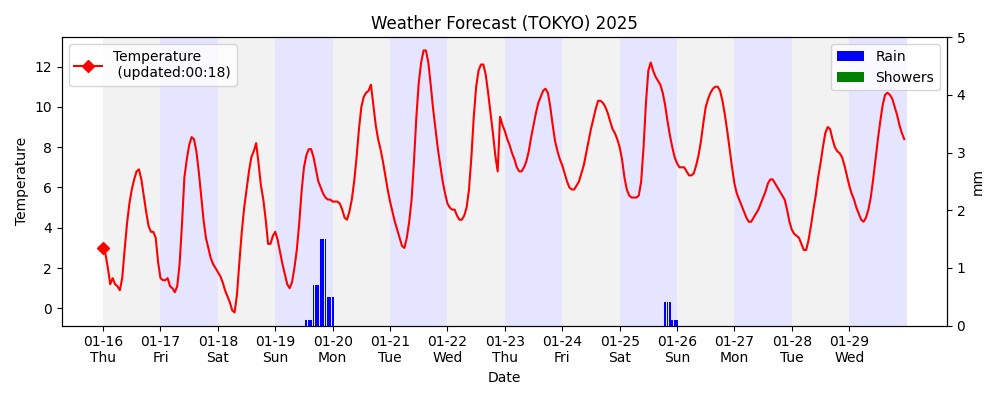 Weather Forecast (TOKYO) 2025
Temperature
(updated:00:18)
Rain
Showers
Temperature
12
10
8
6
4
2
0
5
4
3
2
1
0
mm
01-16 01-17 01-18 01-19 01-20 01-21 01-22 01-23 01-24 01-25 01-26 01-27 01-28 01-29
Thu Fri Sat Sun Mon Tue Wed Thu Fri Sat Sun Mon Tue Wed
Date